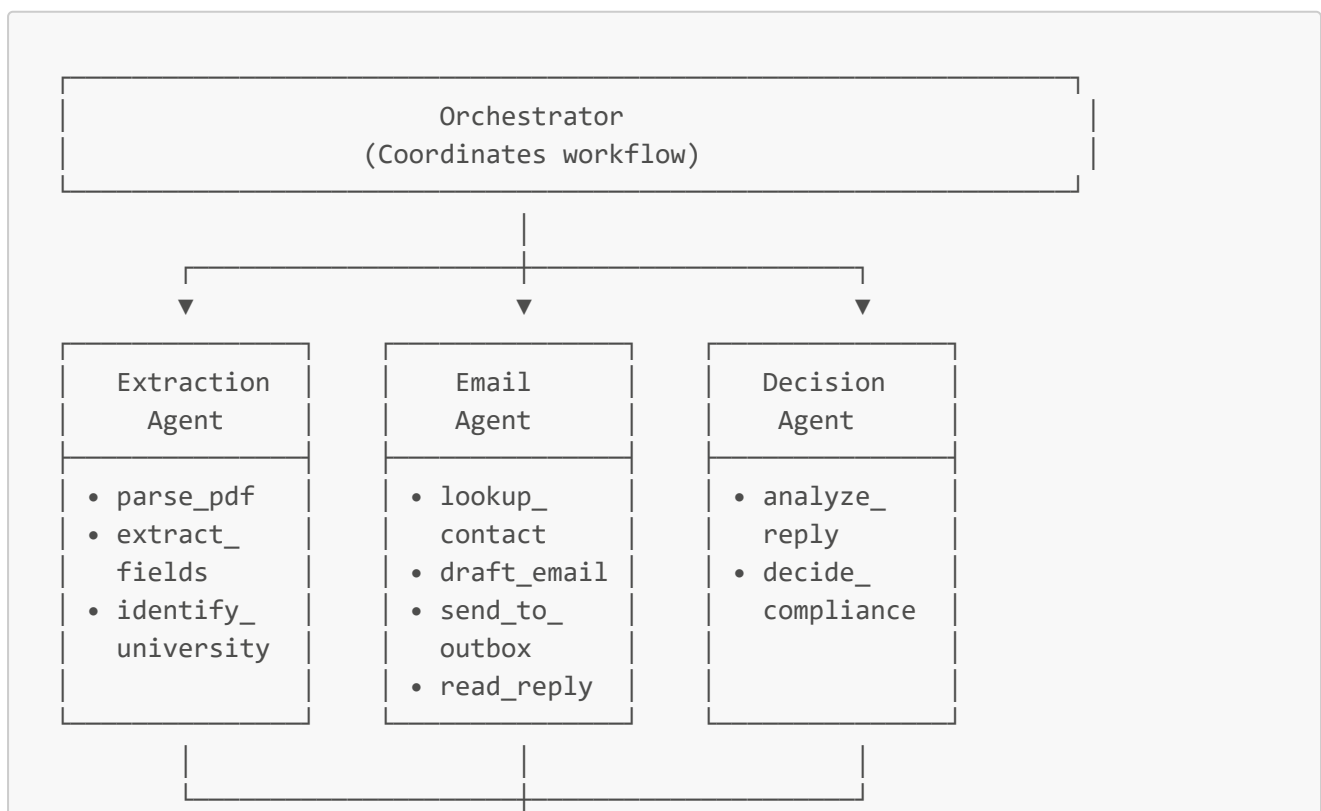 Orchestrator
(Coordinates workflow)
▼ ▼ ▼
Extraction Email Decision
Agent Agent Agent
• parse_pdf • lookup_ • analyze_
• extract_ contact reply
fields • draft_email • decide_
• identify_ • send_to_ compliance
university outbox
• read_reply